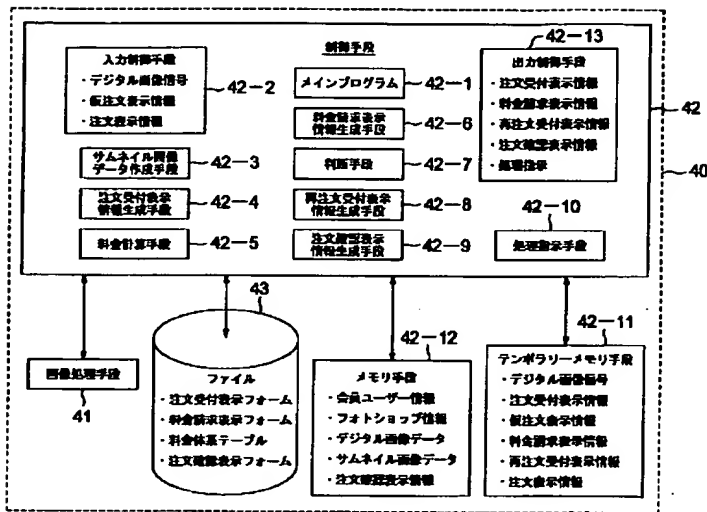 制御手段
入力制御手段
・デジタル画像信号
・仮注文表示情報
・注文表示情報
42-2
サムネイル画像
データ作成手段
42-3
注文受付表示
情報生成手段
42-4
料金計算手段
42-5
メインプログラム
42-1
料金請求表示
情報生成手段
42-6
判断手段
42-7
再注文受付表示
情報生成手段
42-8
注文確認表示
情報生成手段
42-9
42-13
出力制御手段
・注文受付表示情報
・料金請求表示情報
・再注文受付表示情報
・注文確認表示情報
・処理指示
42-10
処理指示手段
42
40
画像処理手段
41
43
ファイル
・注文受付表示フォーム
・料金請求表示フォーム
・料金体系テーブル
・注文確認表示フォーム
42-12
メモリ手段
・会員ユーザー情報
・フォトショップ情報
・デジタル画像データ
・サムネイル画像データ
・注文確認表示情報
42-11
テンポラリーメモリ手段
・デジタル画像信号
・注文受付表示情報
・仮注文表示情報
・料金請求表示情報
・再注文受付表示情報
・注文表示情報